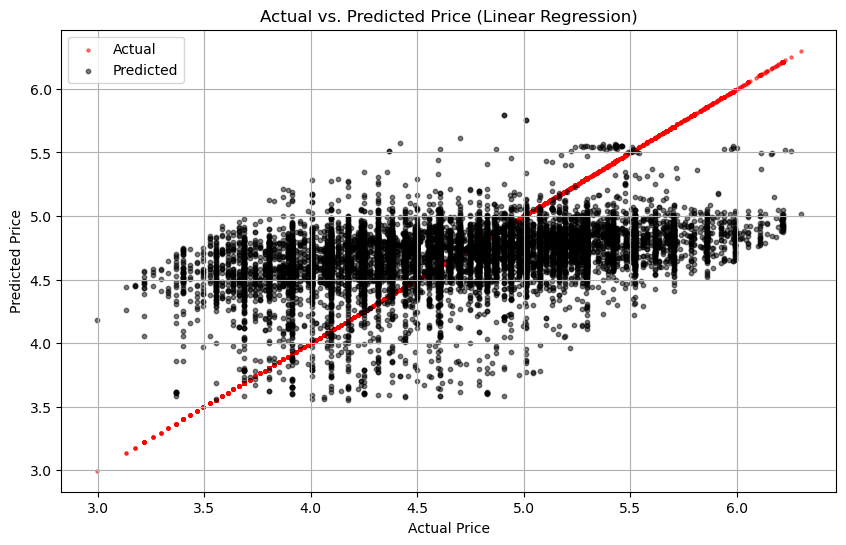 Actual vs. Predicted Price (Linear Regression)
Actual
Predicted
Predicted Price
6.0
5.5
5.0
4.5
4.0
3.5
3.0
3.0 3.5 4.0 4.5 5.0 5.5 6.0
Actual Price